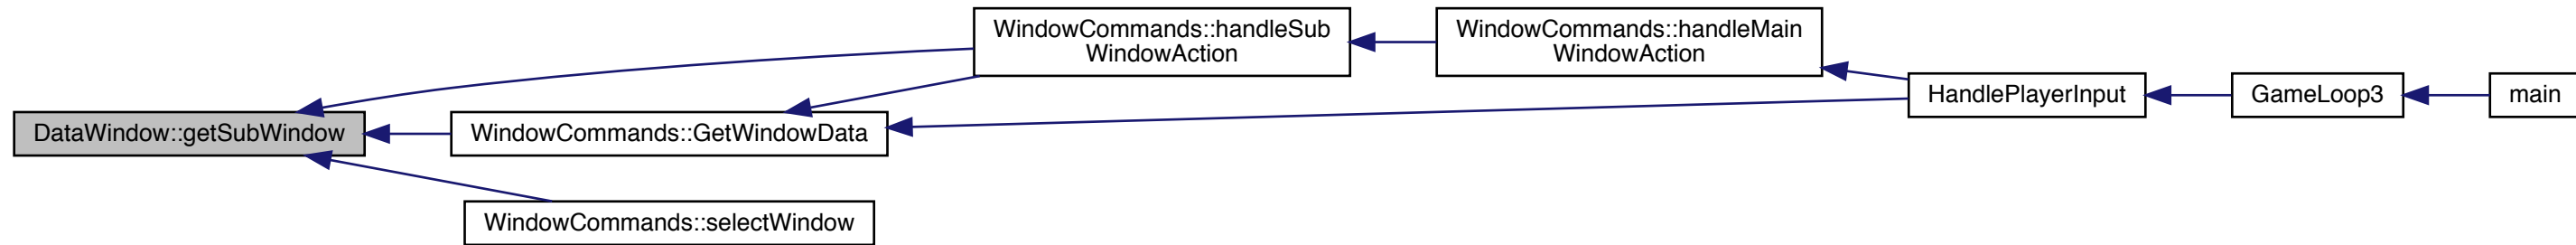 WindowCommands::handleSub
WindowAction
WindowCommands::handleMain
WindowAction
HandlePlayerInput
GameLoop3
main
DataWindow::getSubWindow
WindowCommands::GetWindowData
WindowCommands::selectWindow